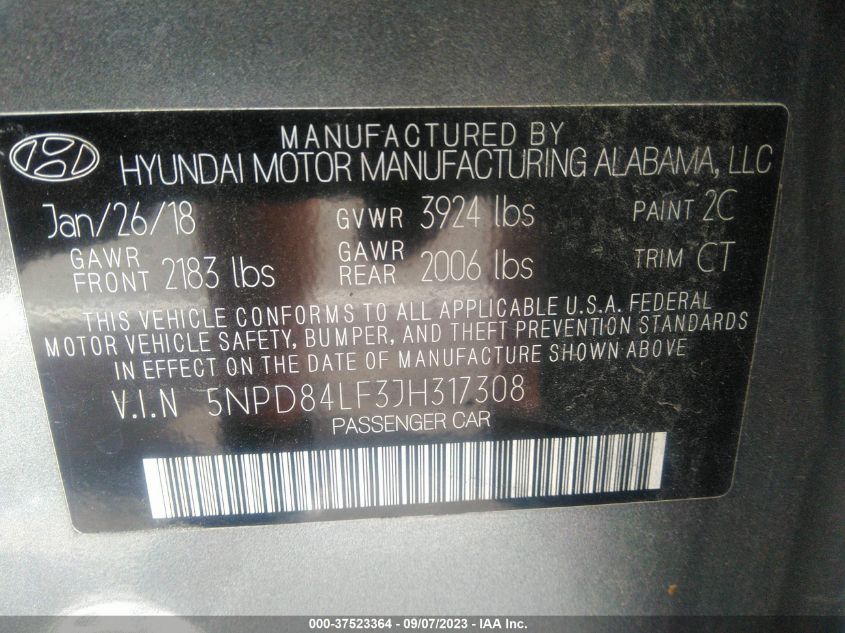 MANUFACTURED BY
HYUNDAI MOTOR MANUFACTURING ALABAMA, LLC
Jan/26/18 GVWR 3924 lbs PAINT 2C
GAWR FRONT 2183 lbs GAWR REAR 2006 lbs TRIM CT
THIS VEHICLE CONFORMS TO ALL APPLICABLE U.S.A. FEDERAL
MOTOR VEHICLE SAFETY, BUMPER, AND THEFT PREVENTION STANDARDS
IN EFFECT ON THE DATE OF MANUFACTURE SHOWN ABOVE
V.I.N 5NPD84LF3JH317308
PASSENGER CAR
000-37523364 - 09/07/2023 - IAA Inc.